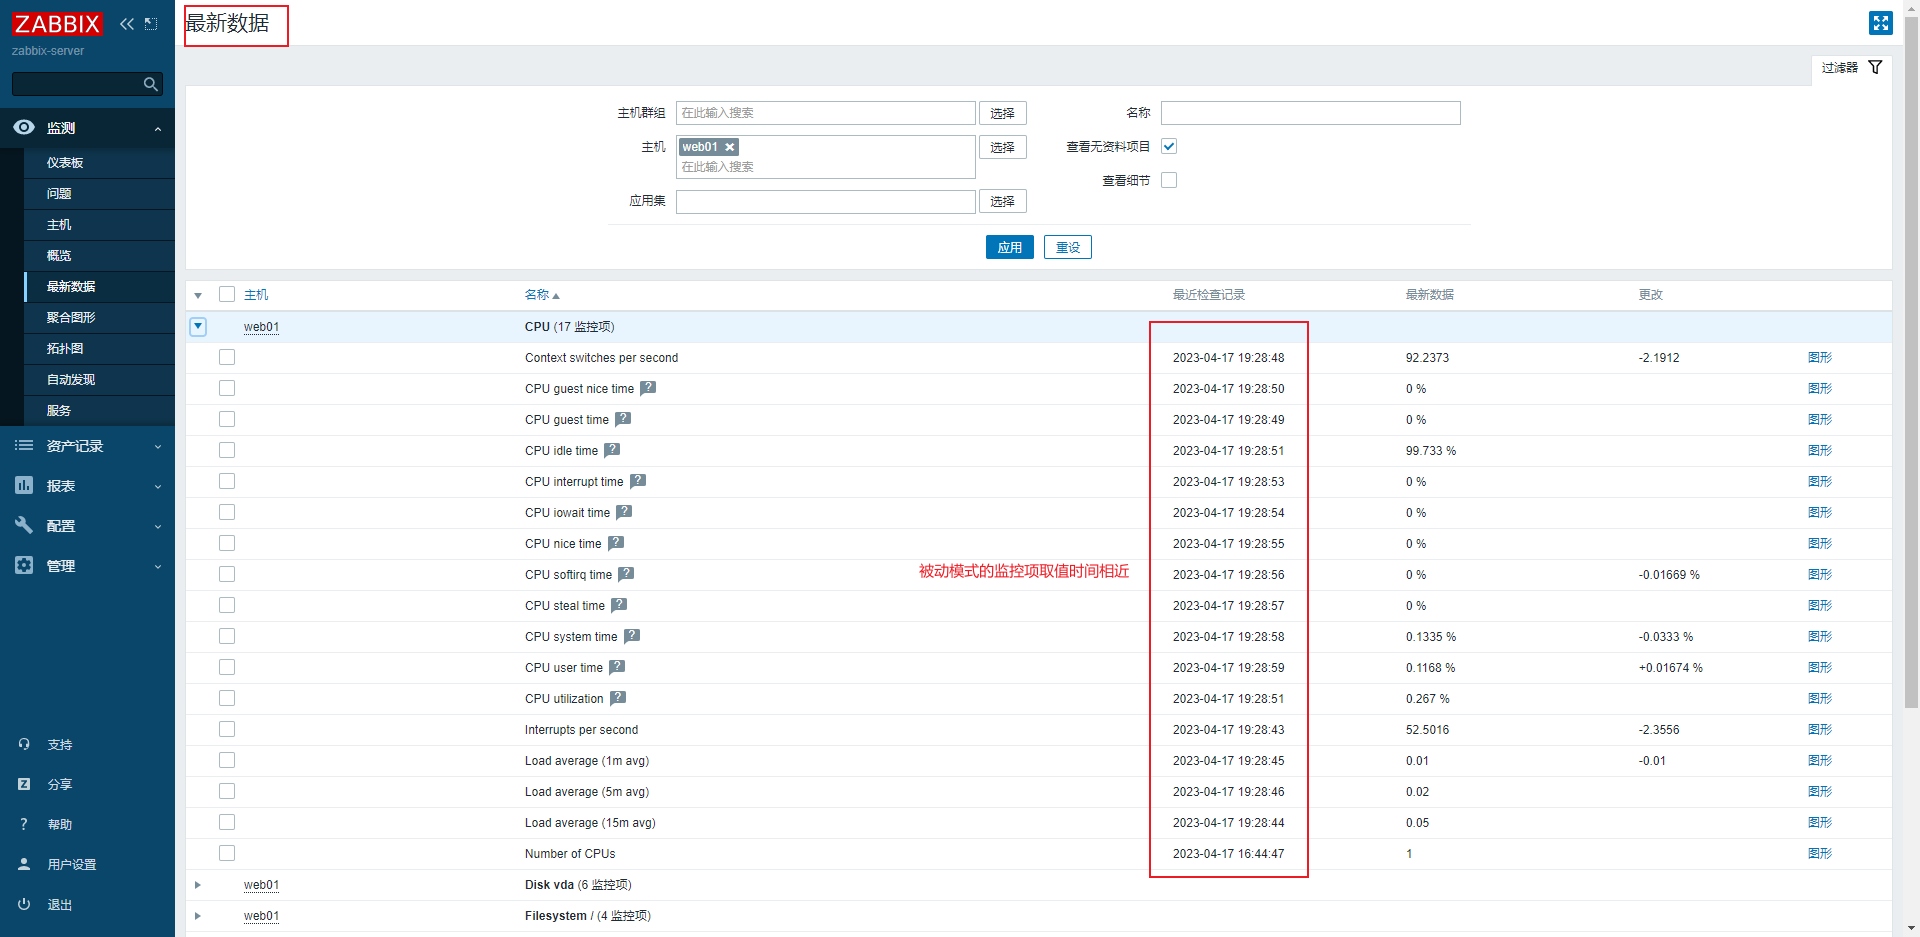 ZABBIX
zabbix-server
监测
仪表板
问题
主机
概览
最新数据
聚合图形
拓扑图
自动发现
服务
资产记录
报表
配置
管理
支持
Z 分享
? 帮助
用户设置
退出
最新数据
过滤器
主机群组 在此输入搜索 选择
主机 web01 在此输入搜索 选择
应用集 选择
名称
查看无资料项目
查看细节
应用 重设
主机 名称 最近检查记录 最新数据 更改
web01 CPU (17 监控项)
Context switches per second 2023-04-17 19:28:48 92.2373 -2.1912 图形
CPU guest nice time ? 2023-04-17 19:28:50 0 % 图形
CPU guest time ? 2023-04-17 19:28:49 0 % 图形
CPU idle time ? 2023-04-17 19:28:51 99.733 % 图形
CPU interrupt time ? 2023-04-17 19:28:53 0 % 图形
CPU iowait time ? 2023-04-17 19:28:54 0 % 图形
CPU nice time ? 2023-04-17 19:28:55 0 % 图形
被动模式的监控项取值时间相近
CPU softirq time ? 2023-04-17 19:28:56 0 % -0.01669 % 图形
CPU steal time ? 2023-04-17 19:28:57 0 % 图形
CPU system time ? 2023-04-17 19:28:58 0.1335 % -0.0333 % 图形
CPU user time ? 2023-04-17 19:28:59 0.1168 % +0.01674 % 图形
CPU utilization ? 2023-04-17 19:28:51 0.267 % 图形
Interrupts per second 2023-04-17 19:28:43 52.5016 -2.3556 图形
Load average (1m avg) 2023-04-17 19:28:45 0.01 -0.01 图形
Load average (5m avg) 2023-04-17 19:28:46 0.02 图形
Load average (15m avg) 2023-04-17 19:28:44 0.05 图形
Number of CPUs 2023-04-17 16:44:47 1 图形
web01 Disk vda (6 监控项)
web01 Filesystem / (4 监控项)